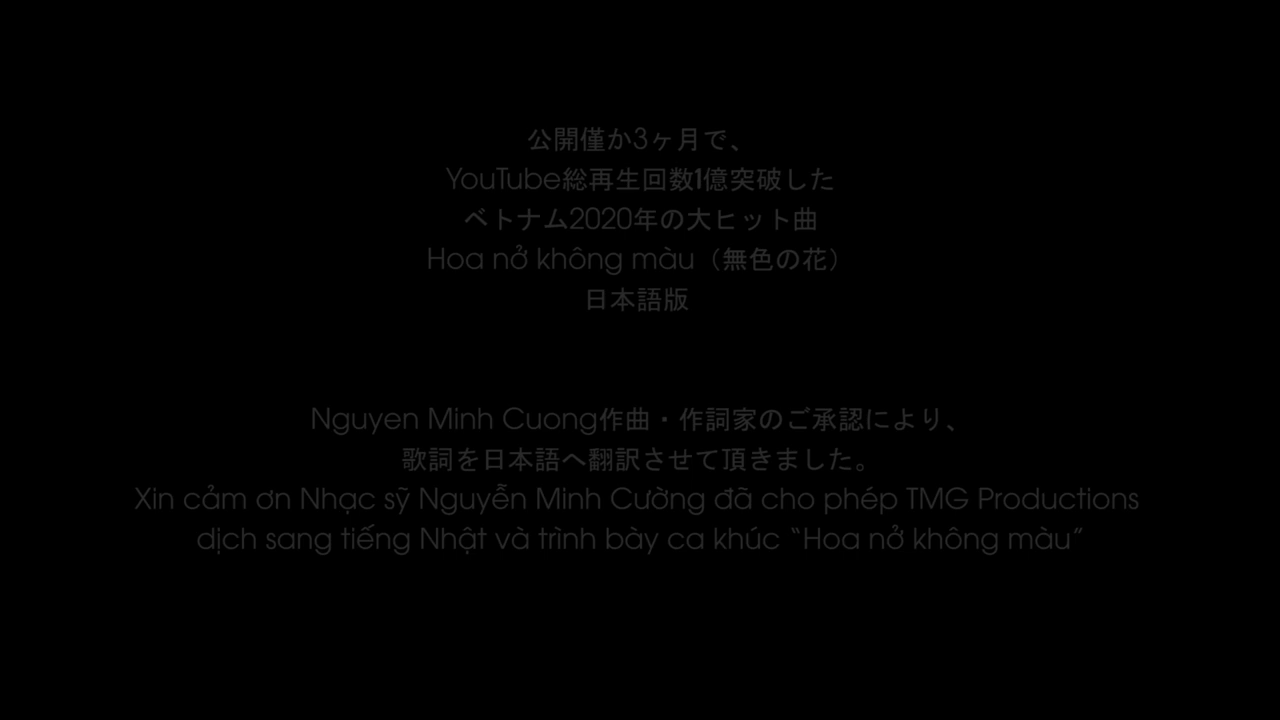 公開僅か3ヶ月で、
YouTube総再生回数1億突破した
ベトナム2020年の大ヒット曲
Hoa nở không màu（無色の花）
日本語版
Nguyen Minh Cuong作曲・作詞家のご承認により、
歌詞を日本語へ翻訳させて頂きました。
Xin cảm ơn Nhạc sỹ Nguyễn Minh Cường đã cho phép TMG Productions
dịch sang tiếng Nhật và trình bày ca khúc “Hoa nở không màu”